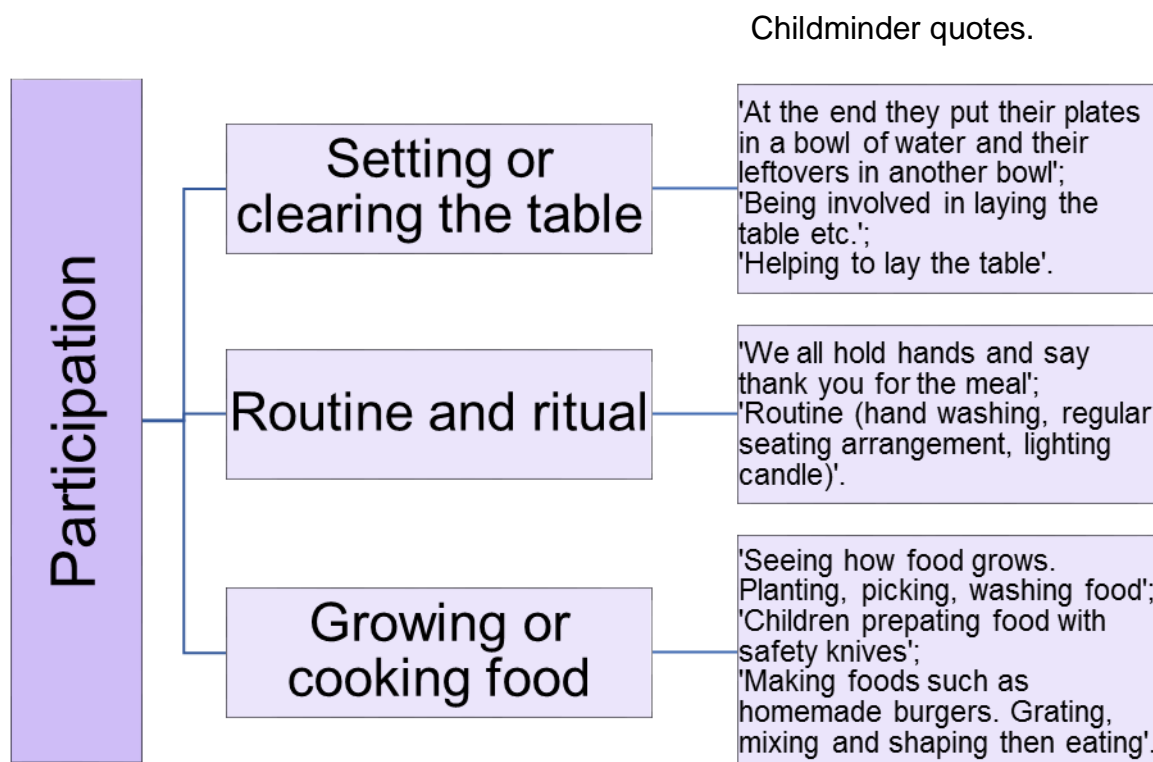 Childminder quotes.
Participation
Setting or
clearing the table
'At the end they put their plates
in a bowl of water and their
leftovers in another bowl';
'Being involved in laying the
table etc.';
'Helping to lay the table'.
Routine and ritual
'We all hold hands and say
thank you for the meal';
'Routine (hand washing, regular
seating arrangement, lighting
candle)'.
Growing or
cooking food
'Seeing how food grows.
Planting, picking, washing food';
'Children prepating food with
safety knives';
'Making foods such as
homemade burgers. Grating,
mixing and shaping then eating'.